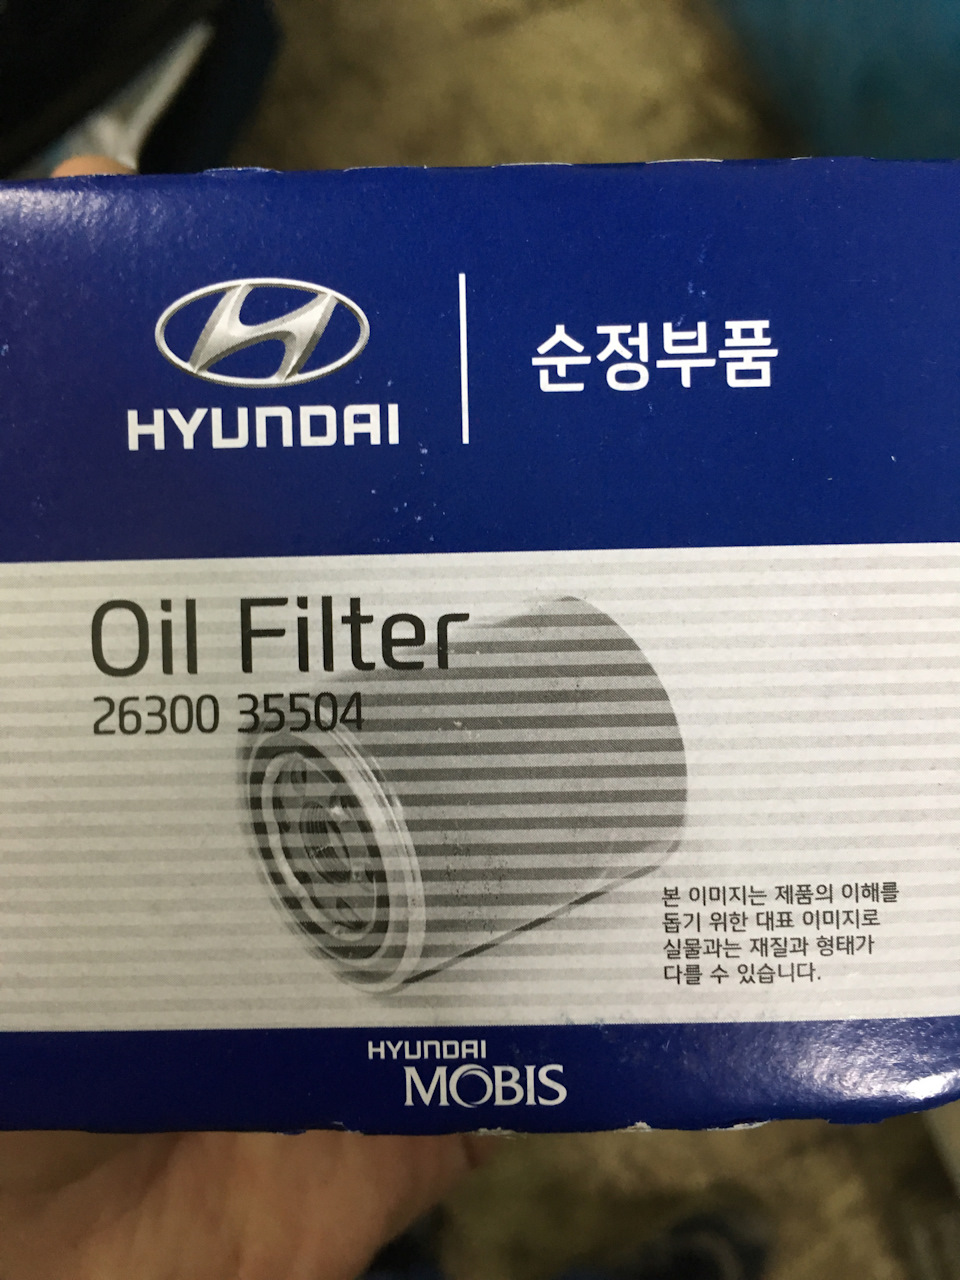 HYUNDAI
순정부품
Oil Filter
26300 35504
본 이미지는 제품의 이해를
돕기 위한 대표 이미지로
실물과는 재질과 형태가
다를 수 있습니다.
HYUNDAI
MOBIS